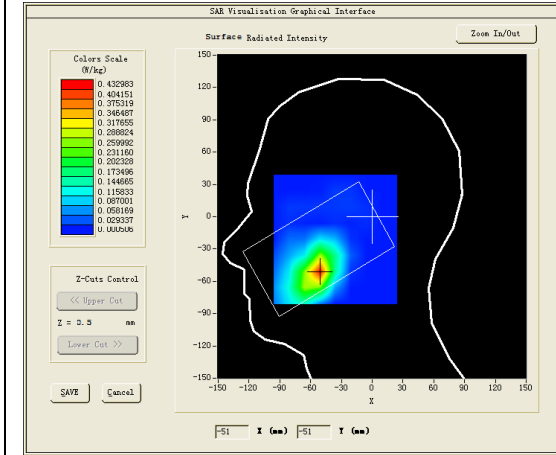 SAR Visualisation Graphical Interface
Surface Radiated Intensity
Zoom In/Out
Colors Scale
(W/kg)
0.432983
0.404151
0.375319
0.346487
0.317655
0.288824
0.259992
0.231160
0.202328
0.173496
0.144665
0.115833
0.087001
0.058169
0.029337
0.000506
Z-Cuts Control
<< Upper Cut
Z = 0.5 mm
Lower Cut >>
SAVE Cancel
150
120
90
60
30
0
-30
-60
-90
-120
-150
Y
-150 -120 -90 -60 -30 0 30 60 90 120 150
X
-51 X (mm) -51 Y (mm)